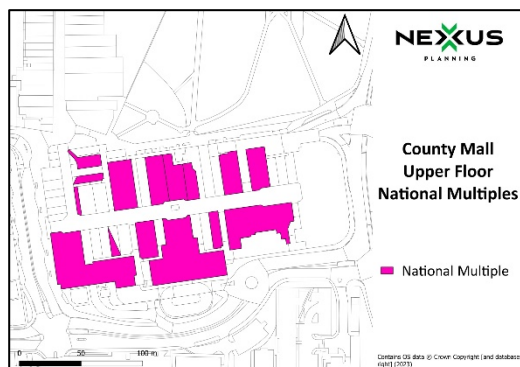 NEXUS
PLANNING
County Mall
Upper Floor
National Multiples
National Multiple
0 50 100 m
Contains OS data © Crown Copyright [and database
right] (2023)